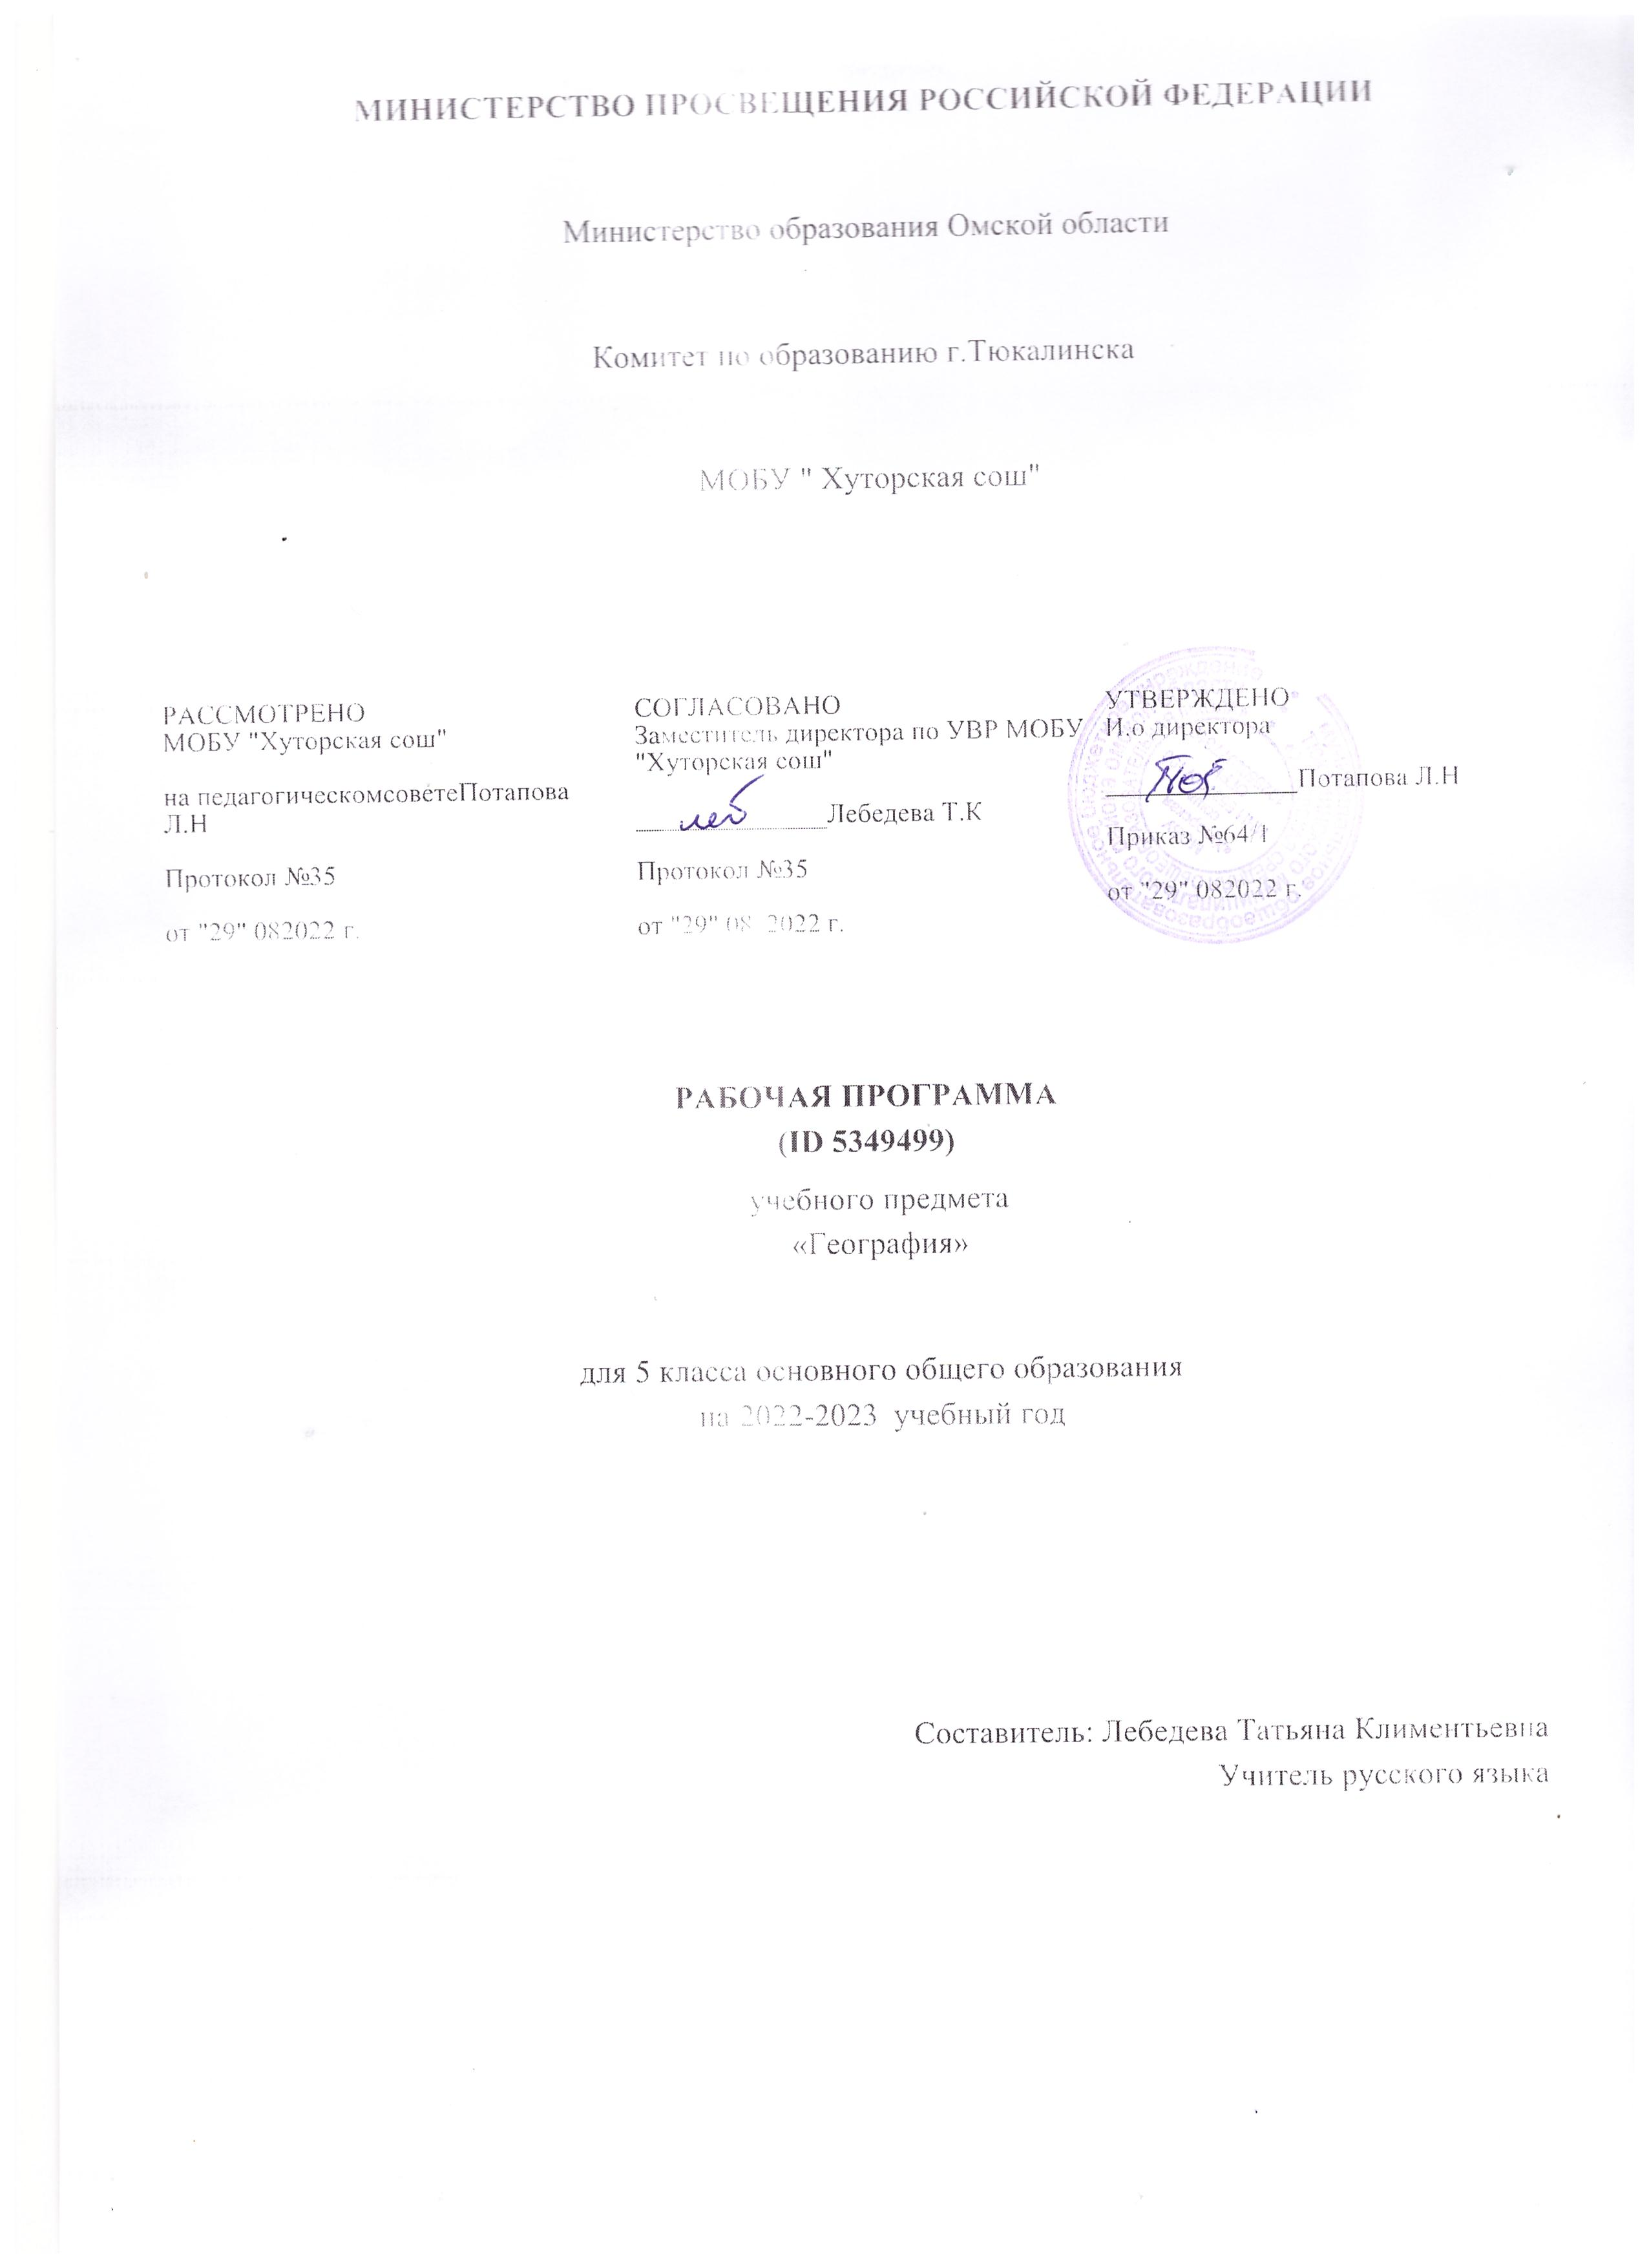 МИНИСТЕРСТВО ПРОСВЕЩЕНИЯ РОССИЙСКОЙ ФЕДЕРАЦИИ
Министерство образования Омской области
Комитет по образованию г.Тюкалинска
МОБУ " Хуторская сош"
РАССМОТРЕНО
МОБУ "Хуторская сош"
на педагогическомсоветеПотапова
Л.Н
Протокол №35
от "29" 082022 г.
СОГЛАСОВАНО
Заместитель директора по УВР МОБУ
"Хуторская сош"
леб Лебедева Т.К
Протокол №35
от "29" 08 2022 г.
УТВЕРЖДЕНО
И.о директора
Потапова Л.Н
Приказ №64/1
от "29" 082022 г.
РАБОЧАЯ ПРОГРАММА
(ID 5349499)
учебного предмета
«География»
для 5 класса основного общего образования
на 2022-2023 учебный год
Составитель: Лебедева Татьяна Климентьевна
Учитель русского языка